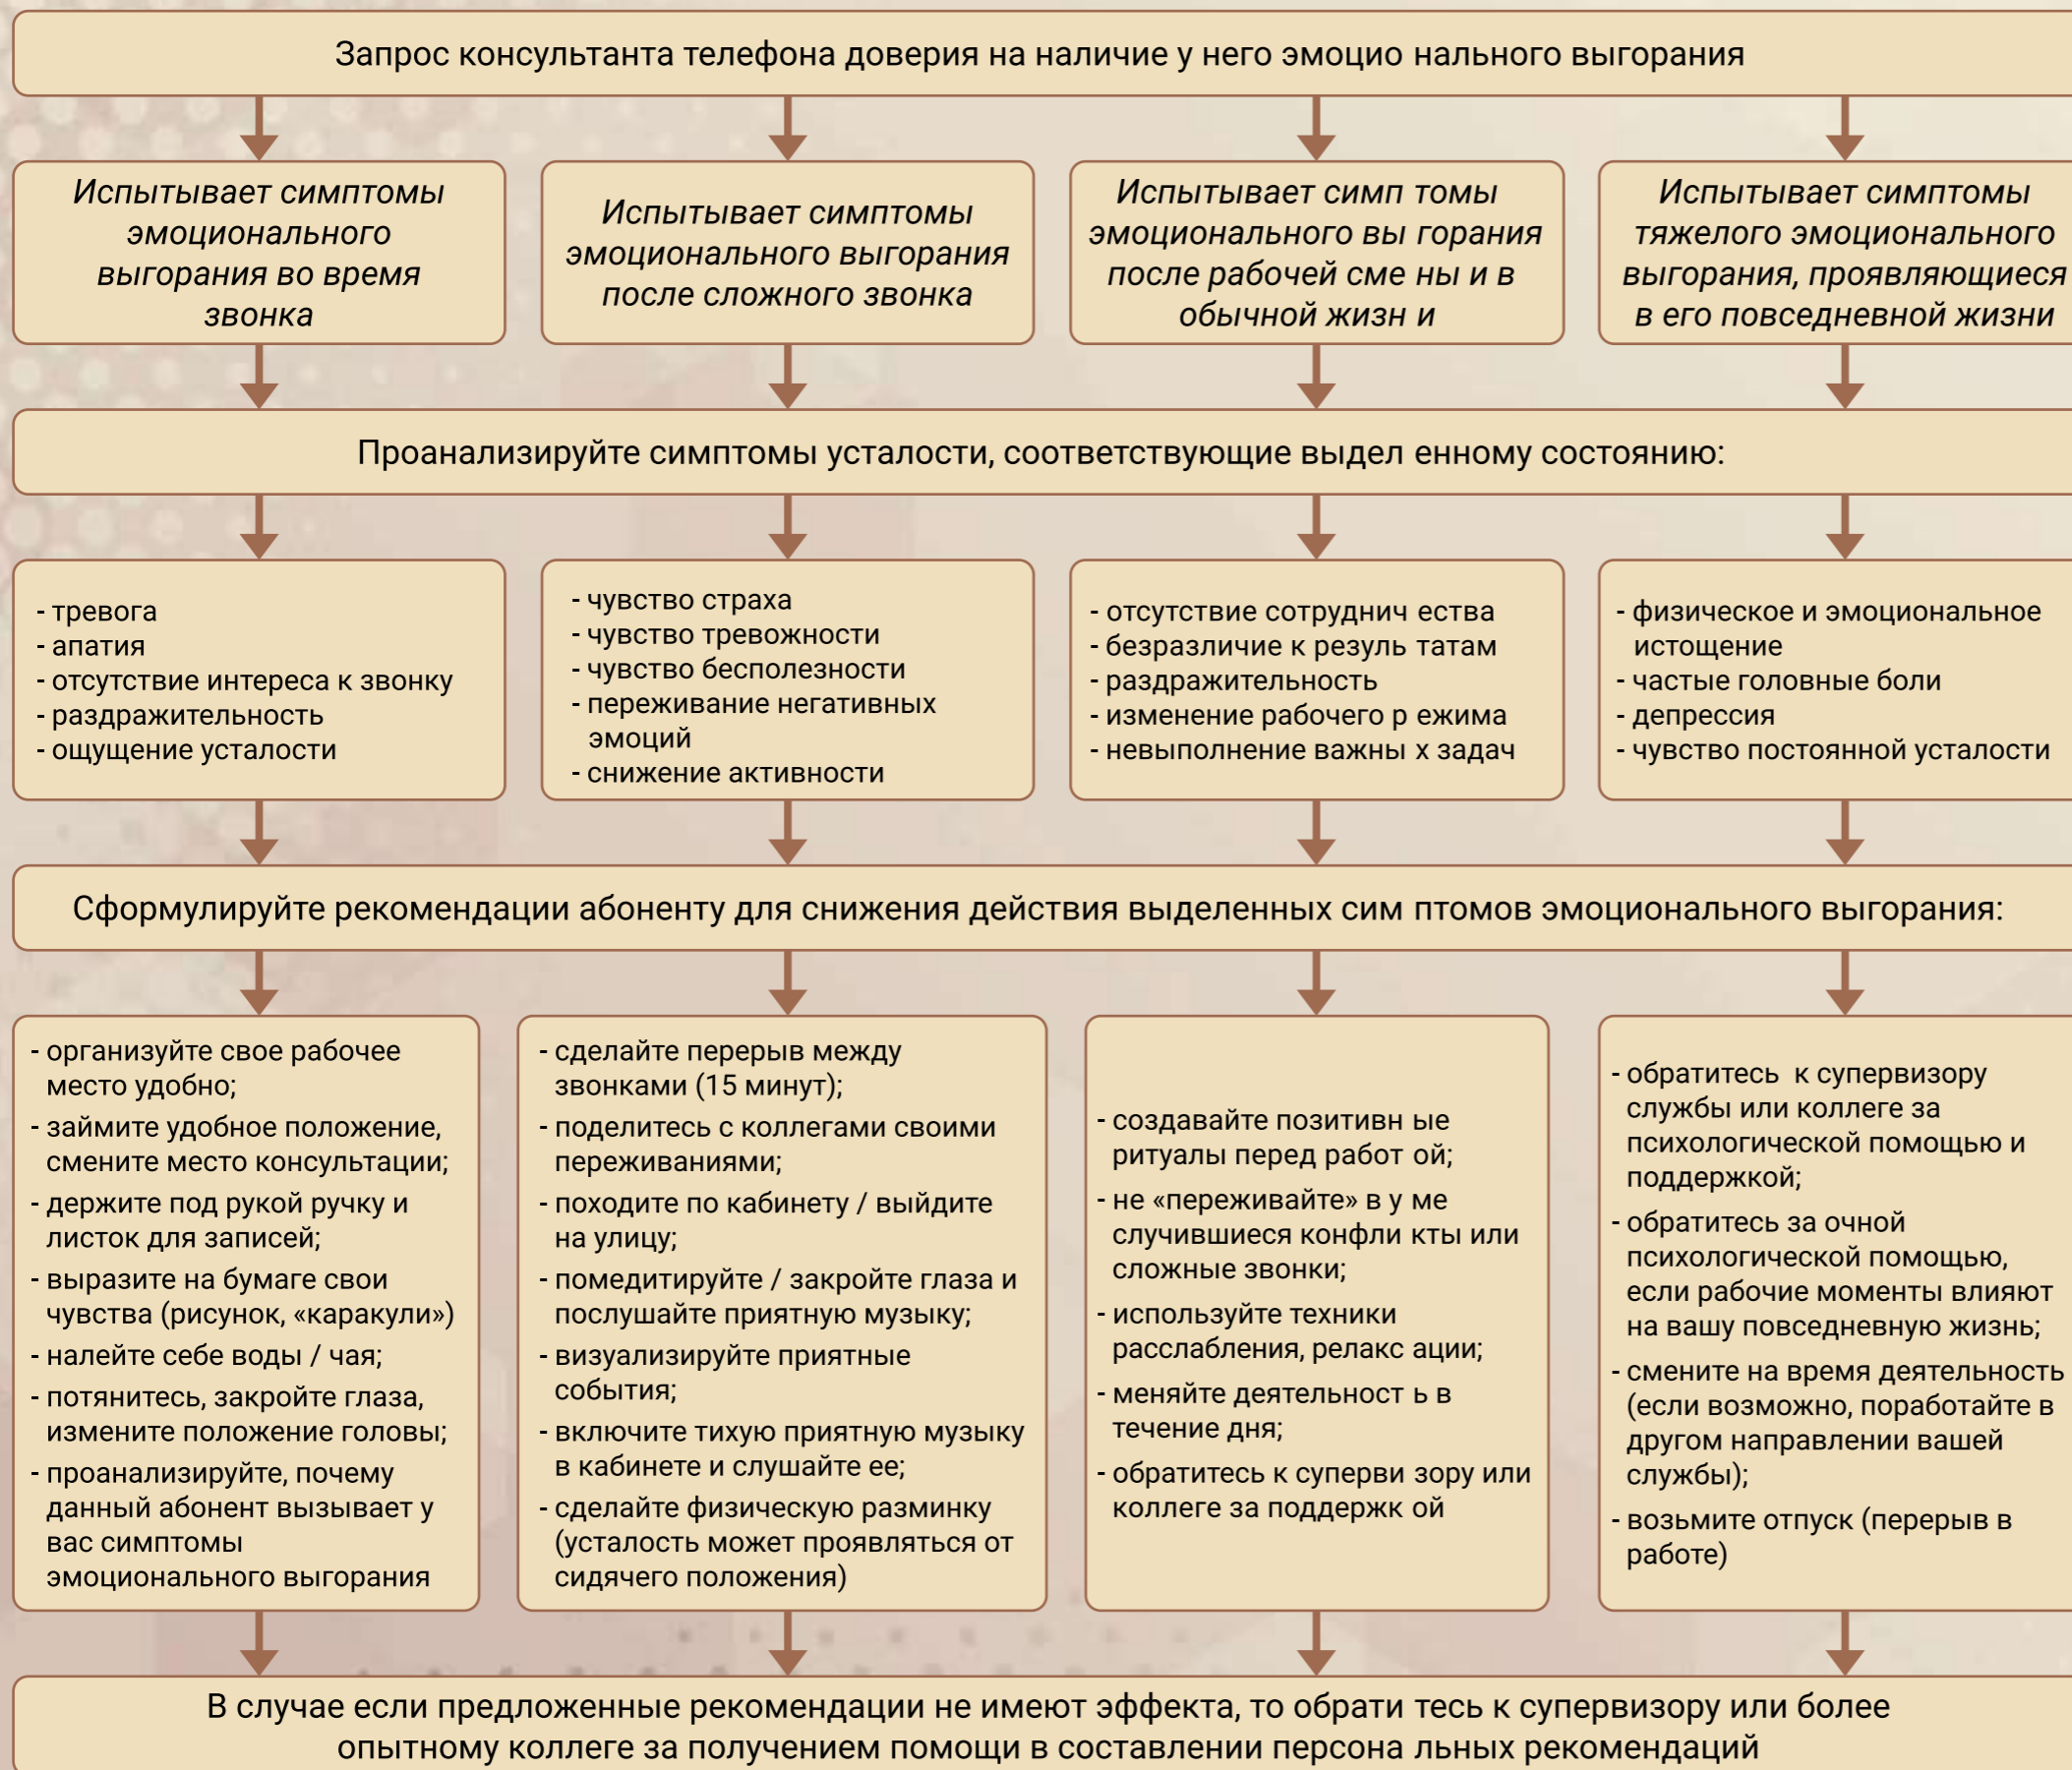 Запрос консультанта телефона доверия на наличие у него эмоцио нального выгорания
Испытывает симптомы
эмоционального
выгорания во время
звонка
Испытывает симптомы
эмоционального выгорания
после сложного звонка
Испытывает симп томы
эмоционального вы горания
после рабочей сме ны и в
обычной жизн и
Испытывает симптомы
тяжелого эмоционального
выгорания, проявляющиеся
в его повседневной жизни
Проанализируйте симптомы усталости, соответствующие выдел енному состоянию:
- тревога
- апатия
- отсутствие интереса к звонку
- раздражительность
- ощущение усталости
- чувство страха
- чувство тревожности
- чувство бесполезности
- переживание негативных
эмоций
- снижение активности
- отсутствие сотруднич ества
- безразличие к резуль татам
- раздражительность
- изменение рабочего р ежима
- невыполнение важны х задач
- физическое и эмоциональное
истощение
- частые головные боли
- депрессия
- чувство постоянной усталости
Сформулируйте рекомендации абоненту для снижения действия выделенных сим птомов эмоционального выгорания:
- организуйте свое рабочее
место удобно;
- займите удобное положение,
смените место консультации;
- держите под рукой ручку и
листок для записей;
- выразите на бумаге свои
чувства (рисунок, «каракули»)
- налейте себе воды / чая;
- потянитесь, закройте глаза,
измените положение головы;
- проанализируйте, почему
данный абонент вызывает у
вас симптомы
эмоционального выгорания
- сделайте перерыв между
звонками (15 минут);
- поделитесь с коллегами своими
переживаниями;
- походите по кабинету / выйдите
на улицу;
- помедитируйте / закройте глаза и
послушайте приятную музыку;
- визуализируйте приятные
события;
- включите тихую приятную музыку
в кабинете и слушайте ее;
- сделайте физическую разминку
(усталость может проявляться от
сидячего положения)
- создавайте позитивн ые
ритуалы перед работ ой;
- не «переживайте» в у ме
случившиеся конфли кты или
сложные звонки;
- используйте техники
расслабления, релакс ации;
- меняйте деятельност ь в
течение дня;
- обратитесь к суперви зору или
коллеге за поддержк ой
- обратитесь  к супервизору
службы или коллеге за
психологической помощью и
поддержкой;
- обратитесь за очной
психологической помощью,
если рабочие моменты влияют
на вашу повседневную жизнь;
- смените на время деятельность
(если возможно, поработайте в
другом направлении вашей
службы);
- возьмите отпуск (перерыв в
работе)
В случае если предложенные рекомендации не имеют эффекта, то обрати тесь к супервизору или более
опытному коллеге за получением помощи в составлении персона льных рекомендаций